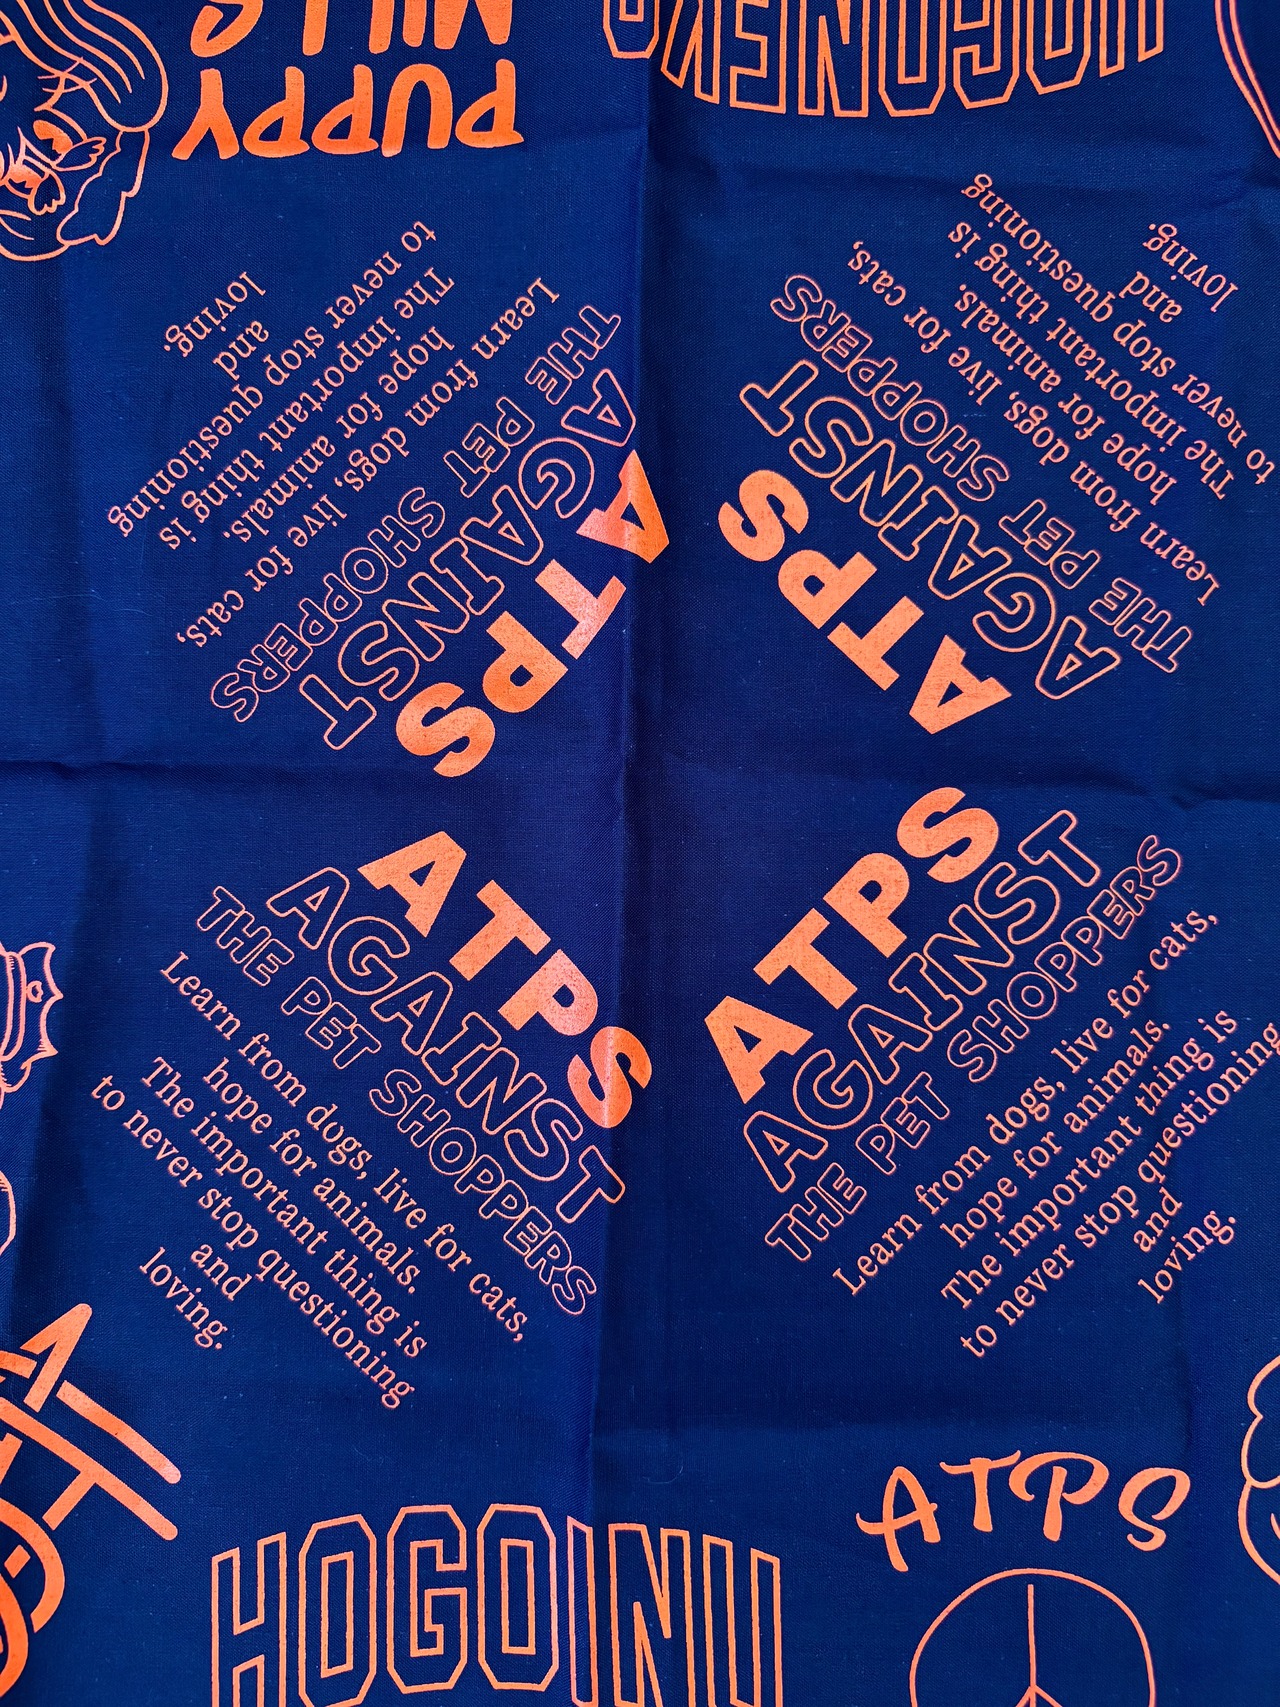 PUPPY
MILLS
HOGONEKO
ATPS
AGAINST
THE PET SHOPPERS
Learn from dogs, live for cats,
hope for animals.
The important thing is
to never stop questioning
and
loving.
ATPS
AGAINST
THE PET SHOPPERS
Learn from dogs, live for cats,
hope from animals.
The important thing is
to never stop questioning
and
loving.
ATPS
AGAINST
THE PET SHOPPERS
Learn from dogs, live for cats,
hope for animals.
The important thing is
to never stop questioning
and
loving.
ATPS
AGAINST
THE PET SHOPPERS
Learn from dogs, live for cats,
hope for animals.
The important thing is
to never stop questioning
and
loving.
ATPS
HOGOINU